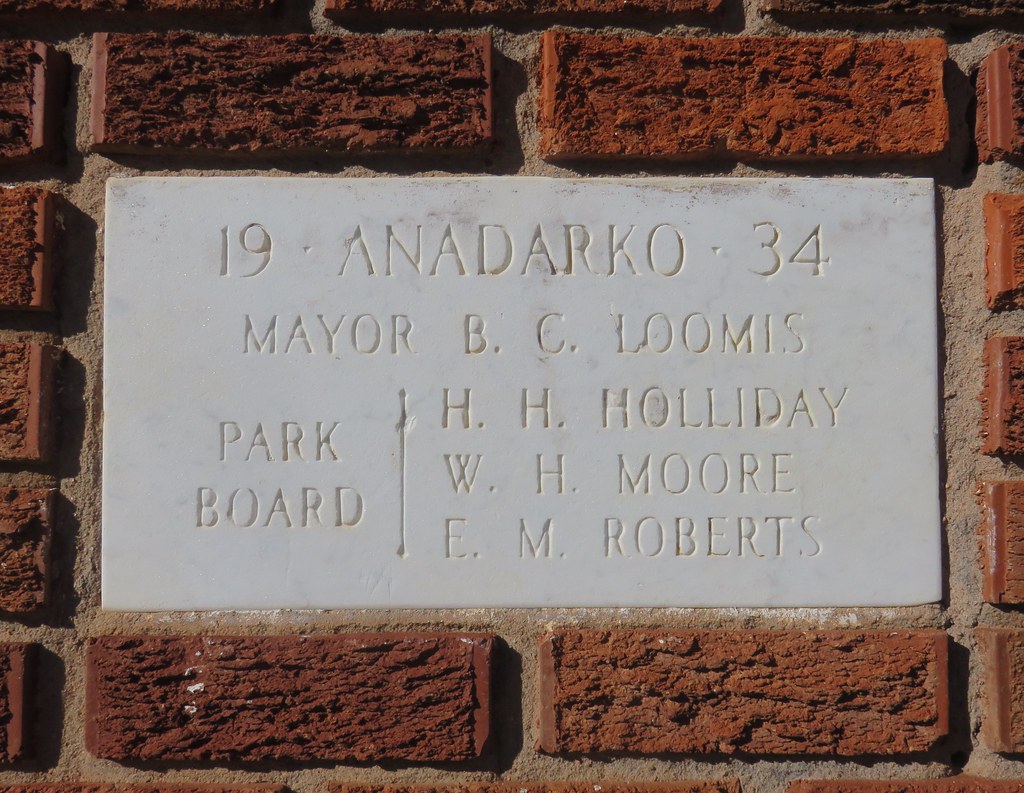 19 · ANADARKO · 34
MAYOR B. C. LOOMIS
PARK BOARD
H. H. HOLLIDAY
W. H. MOORE
E. M. ROBERTS